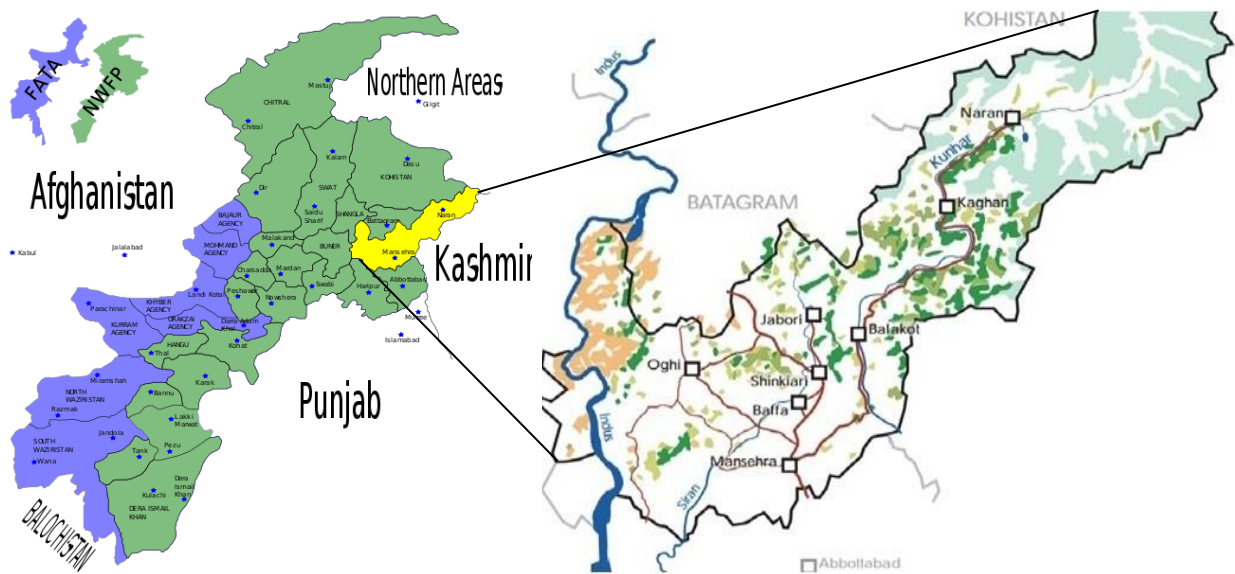 FATA
NWFP
Northern Areas
Gilgit
Mastuj
CHITRAL
Chitral
Kalam
Dasu
KOHISTAN
Dir
SWAT
Saidu
Sharif
SHANGLA
Battagram
Naran
BAJAUR
AGENCY
MOHMAND
AGENCY
Malakand
BUNER
Mansehra
Afghanistan
Kabul
Jalalabad
Kashmir
Charsadda
Mardan
Abbottabad
Landi Kotal
Peshawar
Nowshera
Swabi
Haripur
Parachinar
KHYBER
AGENCY
ORAKZAI
AGENCY
KURRAM
AGENCY
Murree
Islamabad
HANGU
Thal
Kohat
Karak
Punjab
Miramshah
NORTH
WAZIRISTAN
Razmak
Bannu
Lakki
Marwat
Jandola
SOUTH
WAZIRISTAN
Wana
Pezu
Tank
Kulachi
Dera
Ismail
Khan
DERA ISMAIL
KHAN
BALOCHISTAN
KOHISTAN
Indus
Naran
Kunhar
BATAGRAM
Kaghan
Jabori
Balakot
Oghi
Shinkiari
Baffa
Indus
Mansehra
Siran
Abbottabad